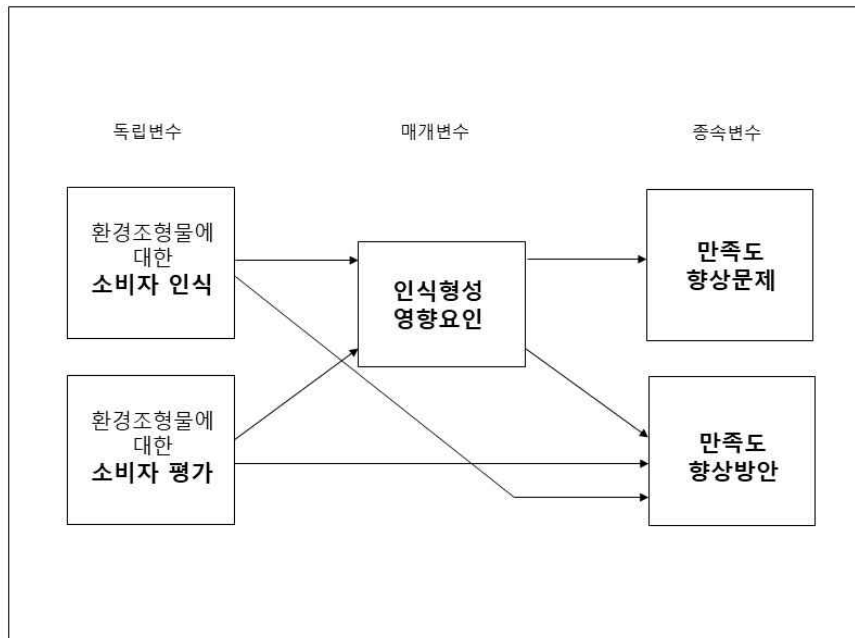 독립변수
매개변수
종속변수
환경조형물에
대한
소비자 인식
인식형성
영향요인
만족도
향상문제
환경조형물에
대한
소비자 평가
만족도
향상방안